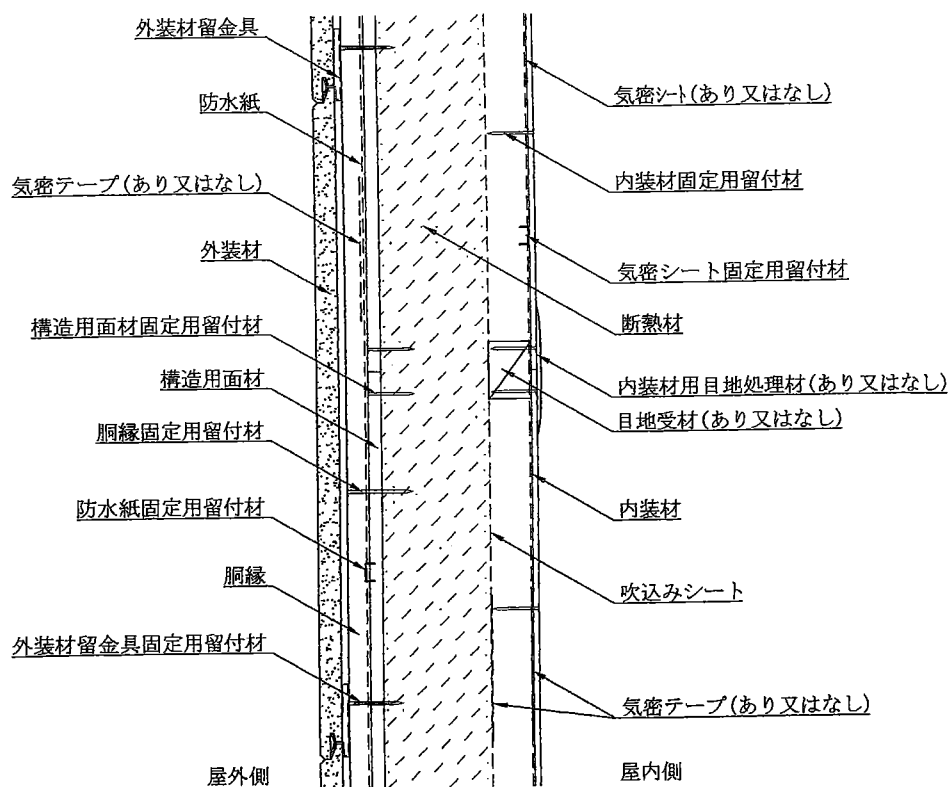 外装材留金具
防水紙
気密テープ(あり又はなし)
外装材
構造用面材固定用留付材
構造用面材
胴縁固定用留付材
防水紙固定用留付材
胴縁
外装材留金具固定用留付材
屋外側
気密シート(あり又はなし)
内装材固定用留付材
気密シート固定用留付材
断熱材
内装材用目地処理材(あり又はなし)
目地受材(あり又はなし)
内装材
吹込みシート
気密テープ(あり又はなし)
屋内側